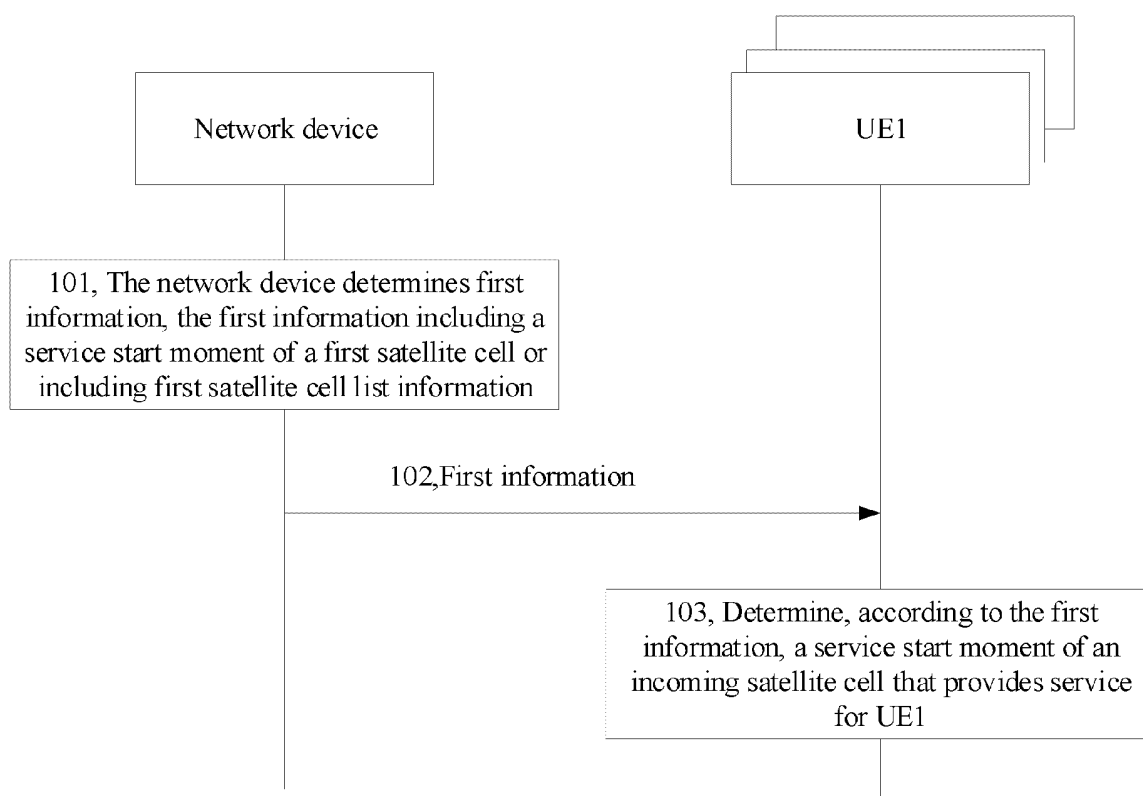 Network device
UE1
101, The network device determines first
information, the first information including a
service start moment of a first satellite cell or
including first satellite cell list information
102,First information
103, Determine, according to the first
information, a service start moment of an
incoming satellite cell that provides service
for UE1